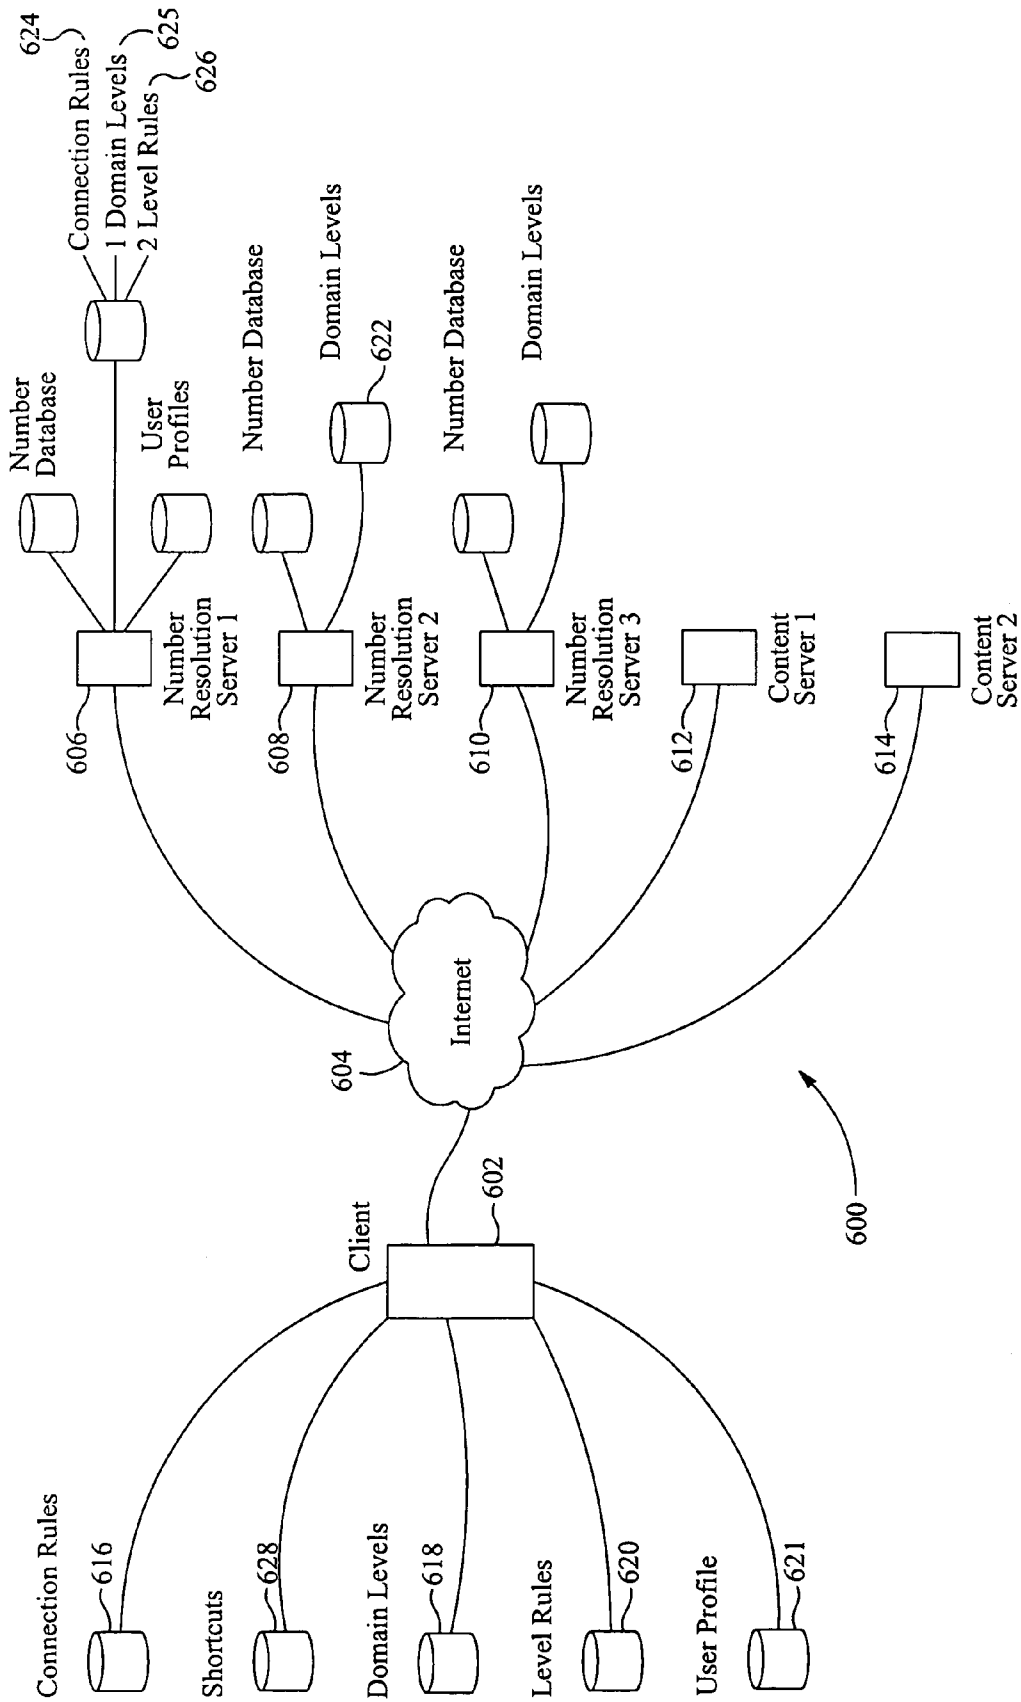 Connection Rules
616
Shortcuts
628
Domain Levels
618
Level Rules
620
User Profile
621
Client
602
604
Internet
600
606
Number
Resolution
Server 1
Number
Database
User
Profiles
Connection Rules
624
1 Domain Levels
625
2 Level Rules
626
608
Number
Resolution
Server 2
Number Database
Domain Levels
622
610
Number
Resolution
Server 3
Number Database
Domain Levels
612
Content
Server 1
614
Content
Server 2